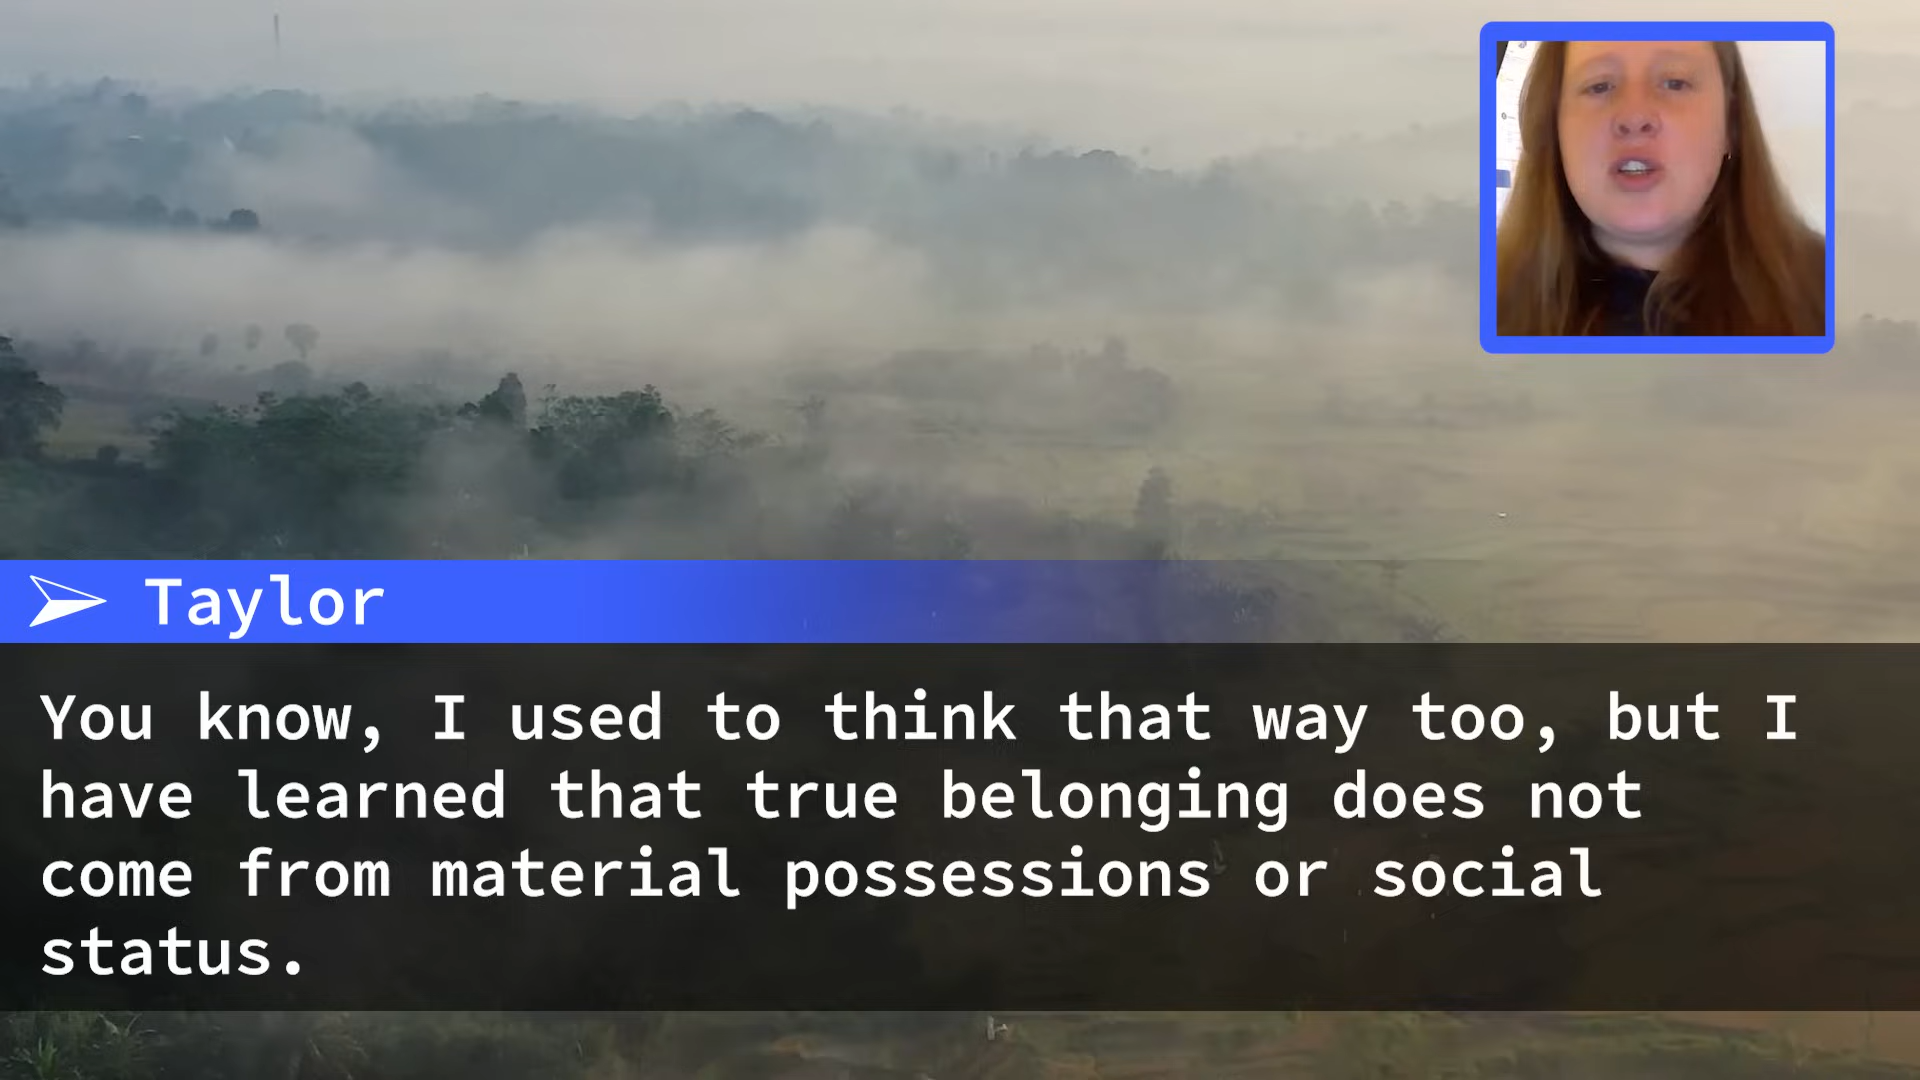 Taylor
You know, I used to think that way too, but I
have learned that true belonging does not
come from material possessions or social
status.